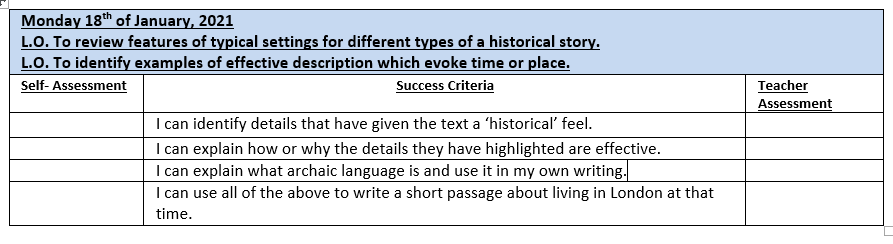 Monday 18th of January, 2021
L.O. To review features of typical settings for different types of a historical story.
L.O. To identify examples of effective description which evoke time or place.
Self- Assessment
Success Criteria
Teacher
Assessment
I can identify details that have given the text a ‘historical’ feel.
I can explain how or why the details they have highlighted are effective.
I can explain what archaic language is and use it in my own writing.
I can use all of the above to write a short passage about living in London at that
time.